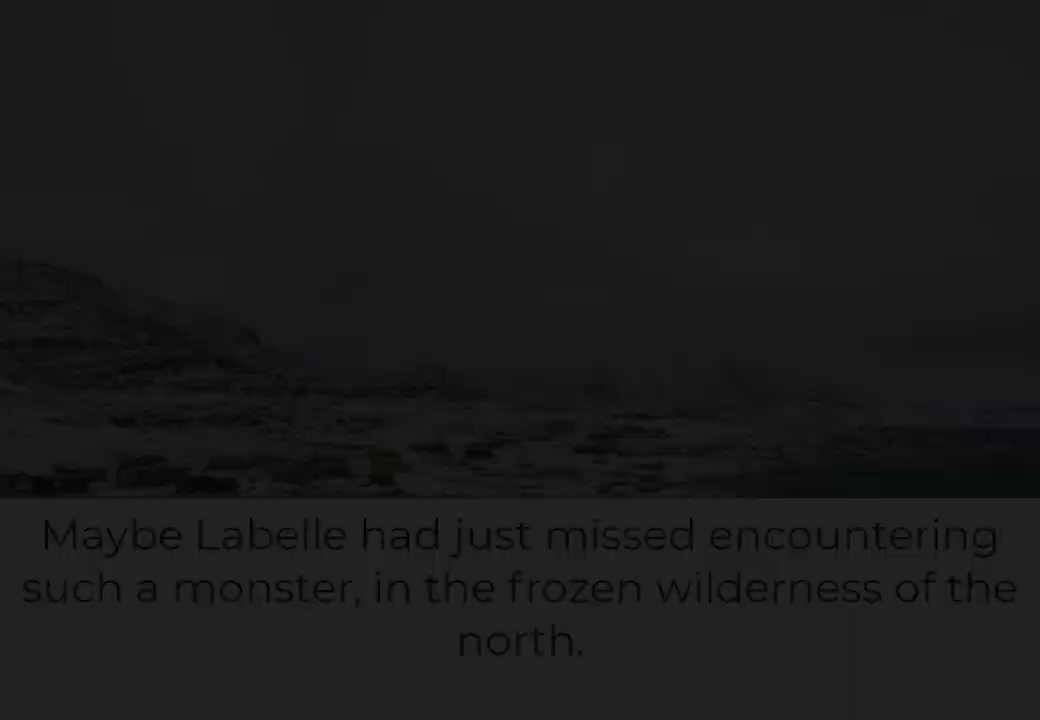 Maybe Labelle had just missed encountering
such a monster, in the frozen wilderness of the
north.